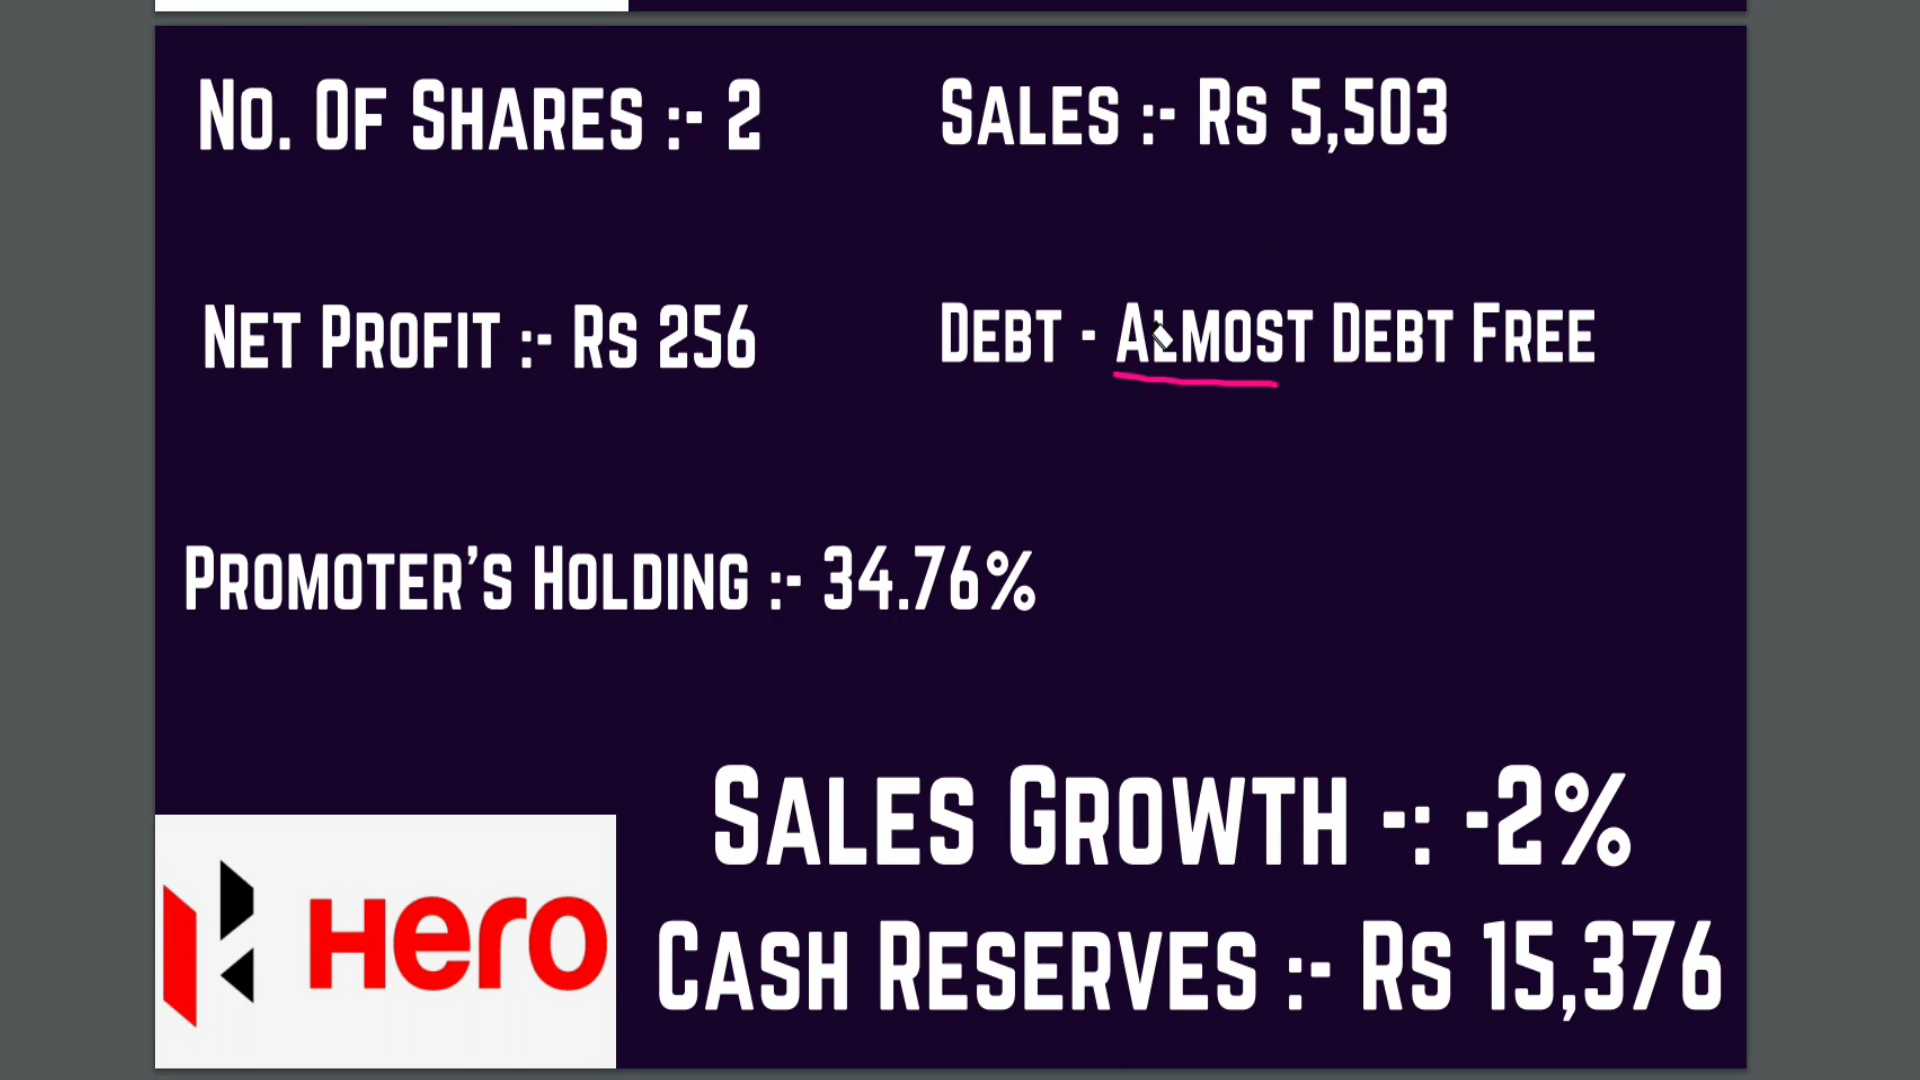 No. Of Shares :- 2
Sales :- Rs 5,503
Net Profit :- Rs 256
Debt - Almost Debt Free
Promoter's Holding :- 34.76%
Sales Growth -: -2%
Cash Reserves :- Rs 15,376
Hero